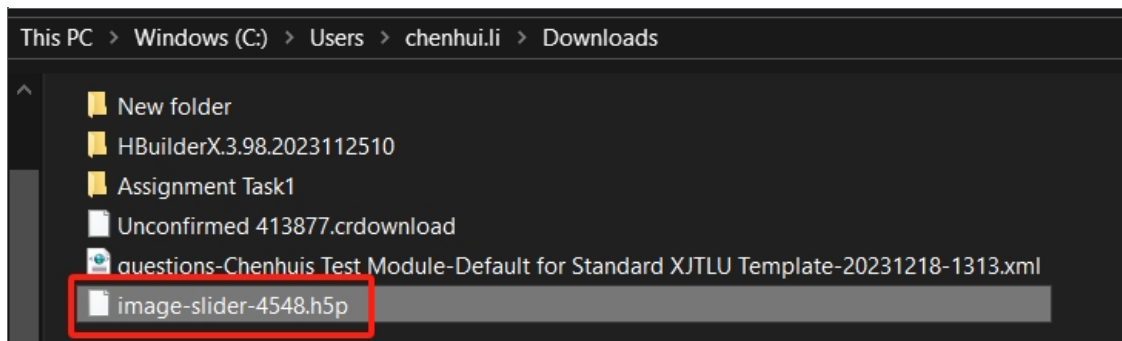 This PC > Windows (C:) > Users > chenhui.li > Downloads
New folder
HBuilderX.3.98.2023112510
Assignment Task1
Unconfirmed 413877.crdownload
questions-Chenhuis Test Module-Default for Standard XJTLU Template-20231218-1313.xml
image-slider-4548.h5p